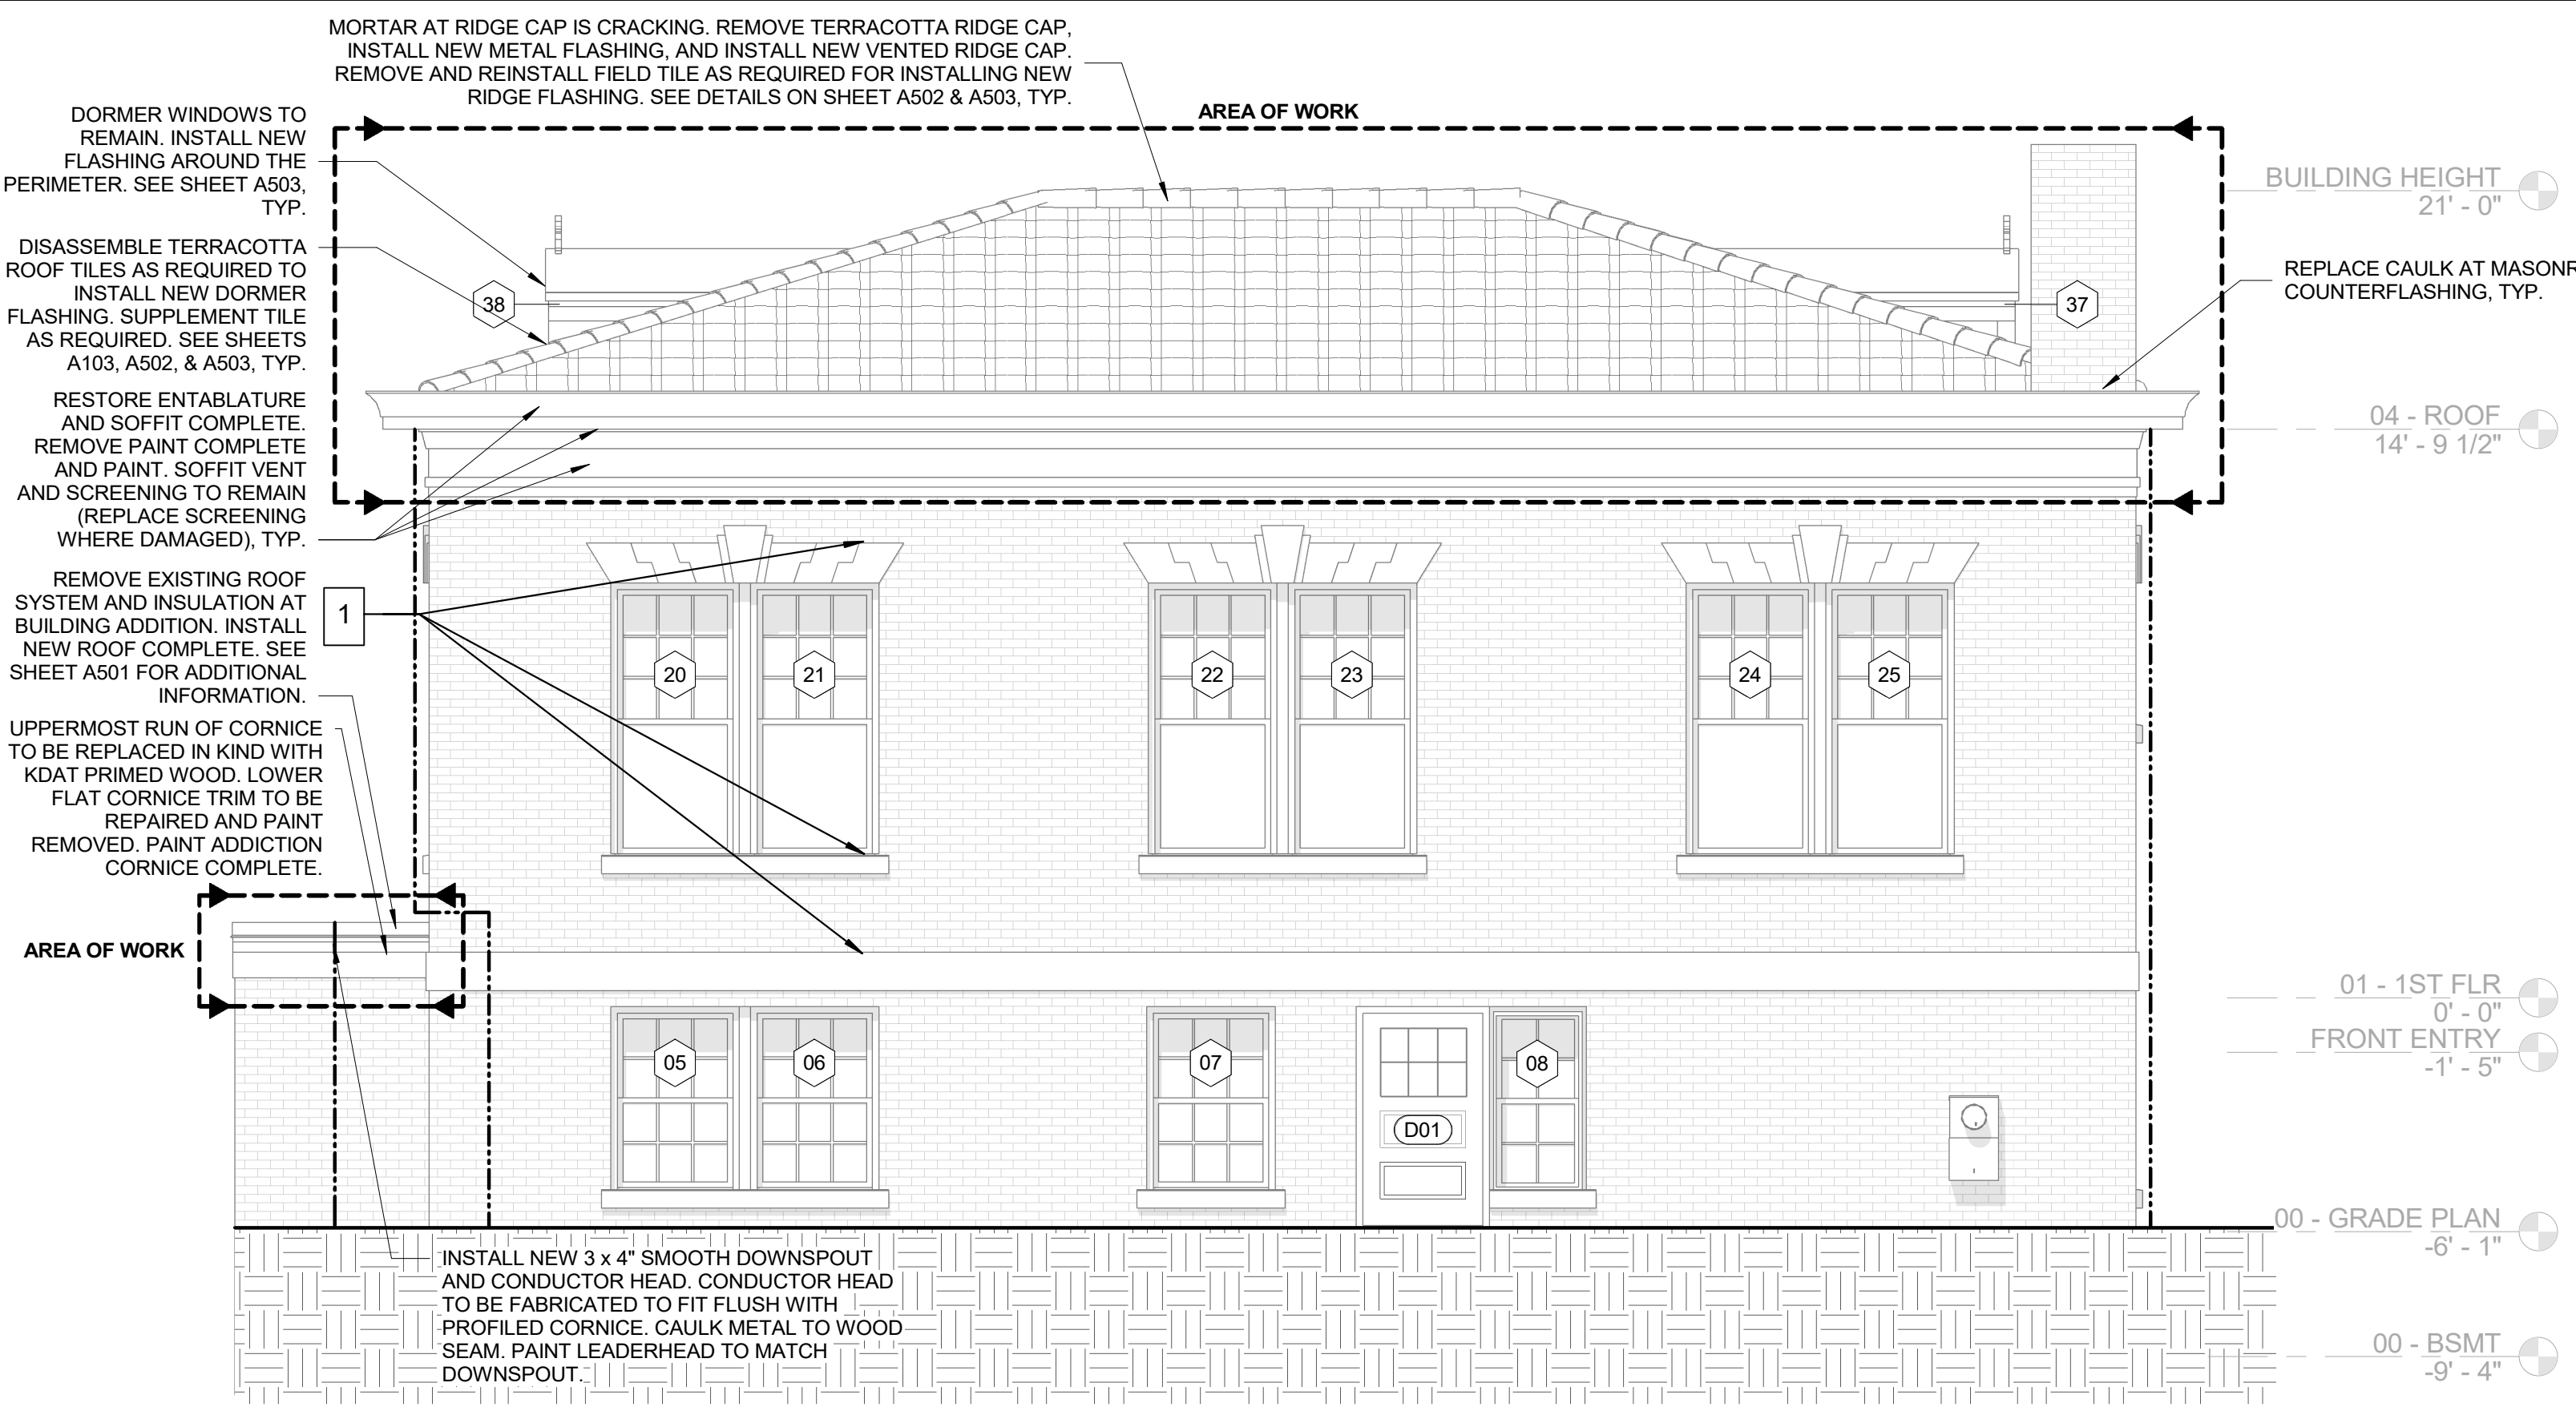 MORTAR AT RIDGE CAP IS CRACKING. REMOVE TERRACOTTA RIDGE CAP,
INSTALL NEW METAL FLASHING, AND INSTALL NEW VENTED RIDGE CAP.
REMOVE AND REINSTALL FIELD TILE AS REQUIRED FOR INSTALLING NEW
RIDGE FLASHING. SEE DETAILS ON SHEET A502 & A503, TYP.
AREA OF WORK
DORMER WINDOWS TO
REMAIN. INSTALL NEW
FLASHING AROUND THE
PERIMETER. SEE SHEET A503,
TYP.
DISASSEMBLE TERRACOTTA
ROOF TILES AS REQUIRED TO
INSTALL NEW DORMER
FLASHING. SUPPLEMENT TILE
AS REQUIRED. SEE SHEETS
A103, A502, & A503, TYP.
RESTORE ENTABLATURE
AND SOFFIT COMPLETE.
REMOVE PAINT COMPLETE
AND PAINT. SOFFIT VENT
AND SCREENING TO REMAIN
(REPLACE SCREENING
WHERE DAMAGED), TYP.
REMOVE EXISTING ROOF
SYSTEM AND INSULATION AT
BUILDING ADDITION. INSTALL
NEW ROOF COMPLETE. SEE
SHEET A501 FOR ADDITIONAL
INFORMATION.
UPPERMOST RUN OF CORNICE
TO BE REPLACED IN KIND WITH
KDAT PRIMED WOOD. LOWER
FLAT CORNICE TRIM TO BE
REPAIRED AND PAINT
REMOVED. PAINT ADDICTION
CORNICE COMPLETE.
AREA OF WORK
1
38
37
20
21
22
23
24
25
05
06
07
08
D01
BUILDING HEIGHT
21' - 0"
REPLACE CAULK AT MASONR
COUNTERFLASHING, TYP.
04 - ROOF
14' - 9 1/2"
01 - 1ST FLR
0' - 0"
FRONT ENTRY
-1' - 5"
00 - GRADE PLAN
-6' - 1"
00 - BSMT
-9' - 4"
INSTALL NEW 3 x 4" SMOOTH DOWNSPOUT
AND CONDUCTOR HEAD. CONDUCTOR HEAD
TO BE FABRICATED TO FIT FLUSH WITH
PROFILED CORNICE. CAULK METAL TO WOOD
SEAM. PAINT LEADERHEAD TO MATCH
DOWNSPOUT.